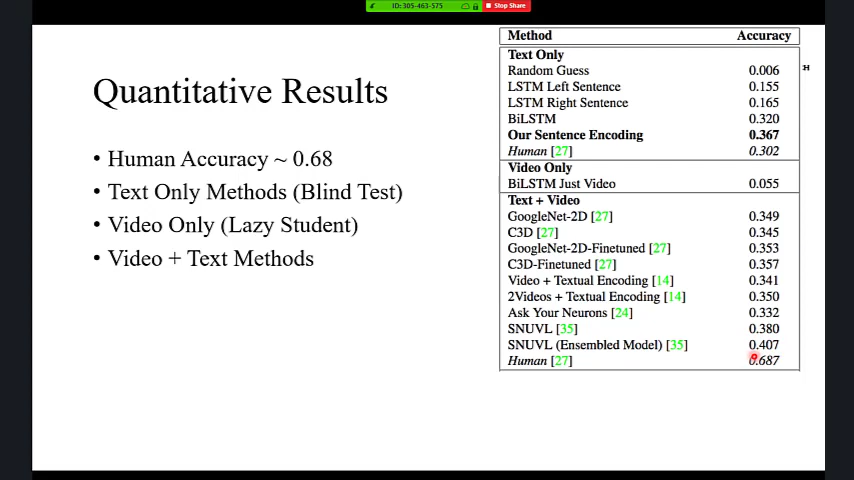 ID: 305-463-575
Stop Share
Quantitative Results
• Human Accuracy ~ 0.68
• Text Only Methods (Blind Test)
• Video Only (Lazy Student)
• Video + Text Methods
Method Accuracy
Text Only
Random Guess 0.006
LSTM Left Sentence 0.155
LSTM Right Sentence 0.165
BiLSTM 0.320
Our Sentence Encoding 0.367
Human [27] 0.302
Video Only
BiLSTM Just Video 0.055
Text + Video
GoogleNet-2D [27] 0.349
C3D [27] 0.345
GoogleNet-2D-Finetuned [27] 0.353
C3D-Finetuned [27] 0.357
Video + Textual Encoding [14] 0.341
2Videos + Textual Encoding [14] 0.350
Ask Your Neurons [24] 0.332
SNUVL [35] 0.380
SNUVL (Ensembled Model) [35] 0.407
Human [27] 0.687